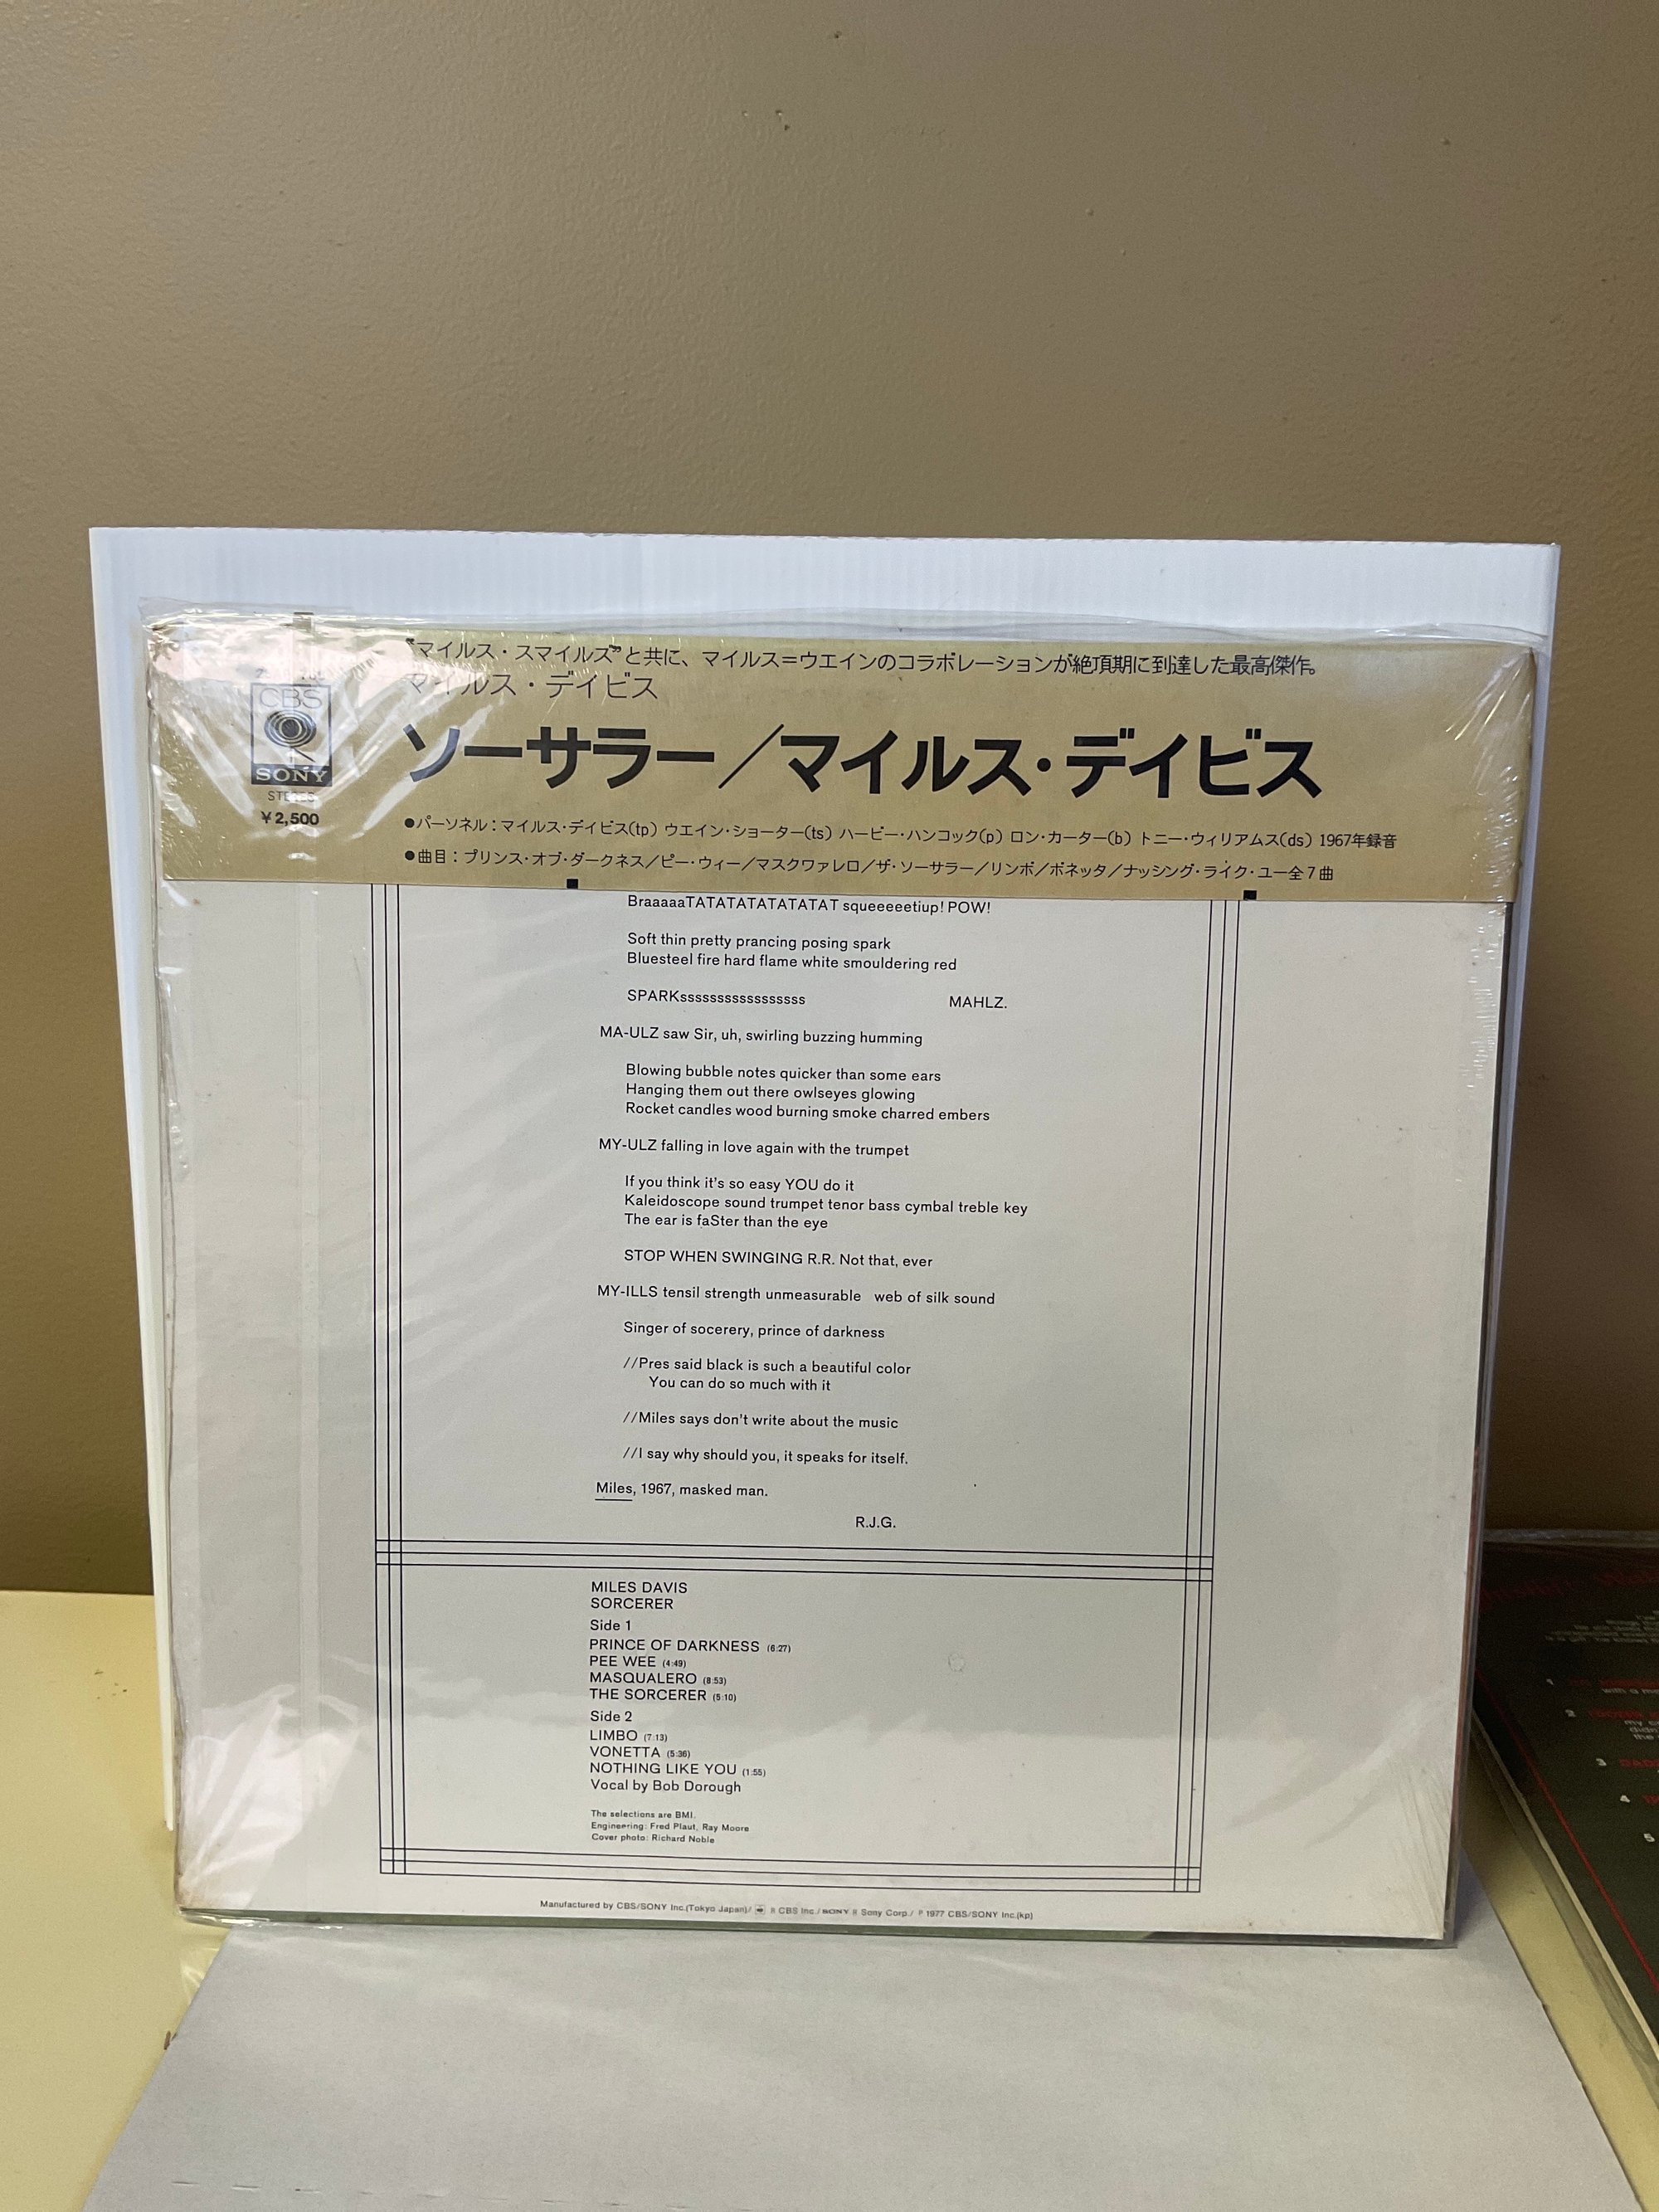 “マイルス・スマイルズ”と共に、マイルス=ウエインのコラボレーションが絶頂期に到達した最高傑作。
マイルス・デイビス
ソーサラー/マイルス・デイビス
CBS
SONY
STEREO
¥2,500
●パーソネル:マイルス・デイビス(tp) ウエイン・ショーター(ts) ハービー・ハンコック(p) ロン・カーター(b) トニー・ウィリアムス(ds) 1967年録音
●曲目:プリンス・オブ・ダークネス/ピー・ウィー/マスクワァレロ/ザ・ソーサラー/リンボ/ボネッタ/ナッシング・ライク・ユー全7曲
BraaaaaTATATATATATATAT squeeeeetiup! POW!
Soft thin pretty prancing posing spark
Bluesteel fire hard flame white smouldering red
SPARKsssssssssssssssss MAHLZ.
MA-ULZ saw Sir, uh, swirling buzzing humming
Blowing bubble notes quicker than some ears
Hanging them out there owlseyes glowing
Rocket candles wood burning smoke charred embers
MY-ULZ falling in love again with the trumpet
If you think it's so easy YOU do it
Kaleidoscope sound trumpet tenor bass cymbal treble key
The ear is faSter than the eye
STOP WHEN SWINGING R.R. Not that, ever
MY-ILLS tensil strength unmeasurable web of silk sound
Singer of socerery, prince of darkness
//Pres said black is such a beautiful color
You can do so much with it
//Miles says don't write about the music
//I say why should you, it speaks for itself.
Miles, 1967, masked man.
R.J.G.
MILES DAVIS
SORCERER
Side 1
PRINCE OF DARKNESS (6:27)
PEE WEE (4:49)
MASQUALERO (8:53)
THE SORCERER (5:10)
Side 2
LIMBO (7:13)
VONETTA (5:36)
NOTHING LIKE YOU (1:55)
Vocal by Bob Dorough
The selections are BMI.
Engineering: Fred Plaut, Ray Moore
Cover photo: Richard Noble
Manufactured by CBS/SONY Inc.(Tokyo Japan)/ ® CBS Inc./SONY ® Sony Corp./ ℗ 1977 CBS/SONY Inc.(kp)
1
2
3
4
5